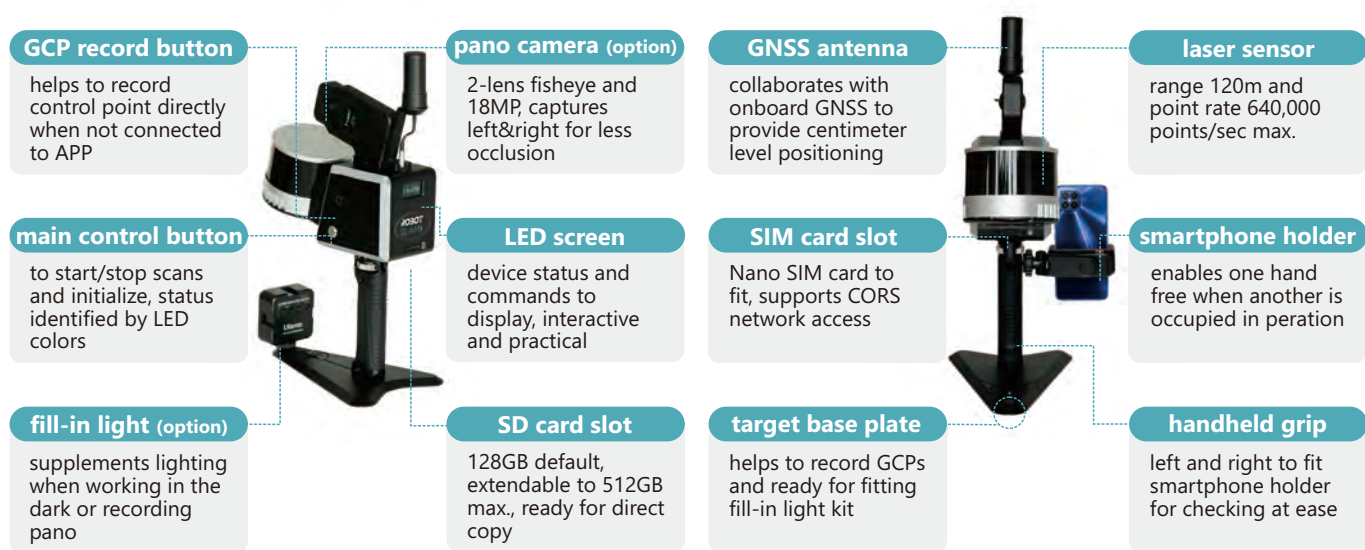 GCP record button
helps to record
control point directly
when not connected
to APP
pano camera (option)
2-lens fisheye and
18MP, captures
left&right for less
occlusion
GNSS antenna
collaborates with
onboard GNSS to
provide centimeter
level positioning
laser sensor
range 120m and
point rate 640,000
points/sec max.
main control button
to start/stop scans
and initialize, status
identified by LED
colors
LED screen
device status and
commands to
display, interactive
and practical
SIM card slot
Nano SIM card to
fit, supports CORS
network access
smartphone holder
enables one hand
free when another is
occupied in peration
fill-in light (option)
supplements lighting
when working in the
dark or recording
pano
SD card slot
128GB default,
extendable to 512GB
max., ready for direct
copy
target base plate
helps to record GCPs
and ready for fitting
fill-in light kit
handheld grip
left and right to fit
smartphone holder
for checking at ease